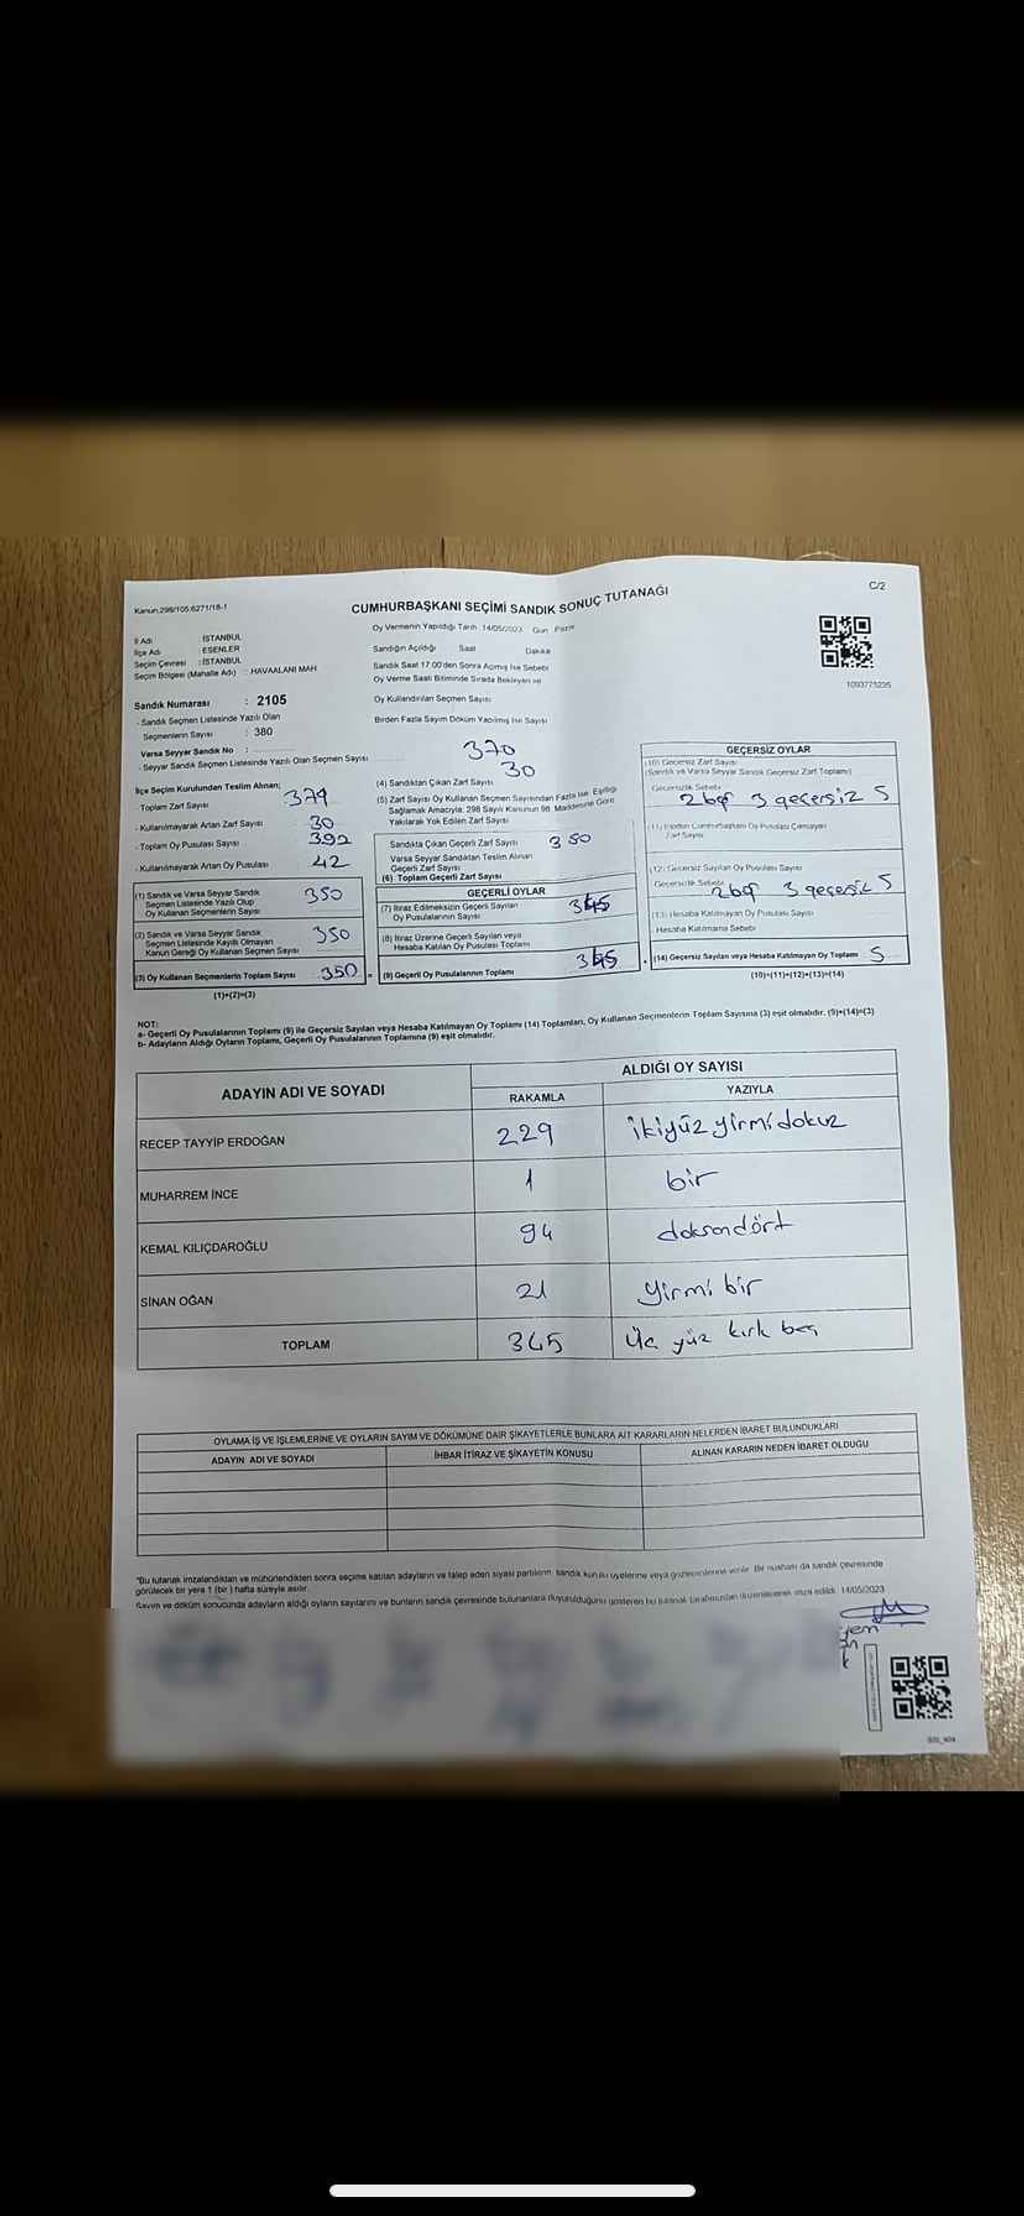 Kanun:298/105;6271/18-1
C/2
CUMHURBAŞKANI SEÇİMİ SANDIK SONUÇ TUTANAĞI
İl Adı : İSTANBUL
İlçe Adı : ESENLER
Seçim Çevresi : İSTANBUL
Seçim Bölgesi (Mahalle Adı) : HAVAALANI MAH
Sandık Numarası : 2105
- Sandık Seçmen Listesinde Yazılı Olan
Seçmenlerin Sayısı : 380
Varsa Seyyar Sandık No :
- Seyyar Sandık Seçmen Listesinde Yazılı Olan Seçmen Sayısı
Oy Vermenin Yapıldığı Tarih 14/05/2023 Gün Pazar
Sandığın Açıldığı Saat Dakika
Sandık Saat 17.00'den Sonra Açmış İse Sebebi
Oy Verme Saati Bitiminde Sırada Bekleyen ve
Oy Kullandırılan Seçmen Sayısı
Birden Fazla Sayım Döküm Yapılmış İse Sayısı
1093773235
İlçe Seçim Kurulundan Teslim Alınan;
Toplam Zarf Sayısı 379
- Kullanılmayarak Artan Zarf Sayısı 30
- Toplam Oy Pusulası Sayısı 392
- Kullanılmayarak Artan Oy Pusulası 42
(1) Sandık ve Varsa Seyyar Sandık
Seçmen Listesinde Yazılı Olup
Oy Kullanan Seçmenlerin Sayısı 350
(2) Sandık ve Varsa Seyyar Sandık
Seçmen Listesinde Kayıtlı Olmayan
Kanun Gereği Oy Kullanan Seçmen Sayısı 350
(3) Oy Kullanan Seçmenlerin Toplam Sayısı 350
(1)+(2)=(3)
370
30
(4) Sandıktan Çıkan Zarf Sayısı
(5) Zarf Sayısı Oy Kullanan Seçmen Sayısından Fazla İse, Eşitliği
Sağlamak Amacıyla, 298 Sayılı Kanunun 98. Maddesine Göre
Yakılarak Yok Edilen Zarf Sayısı
Sandıkta Çıkan Geçerli Zarf Sayısı 350
Varsa Seyyar Sandıktan Teslim Alınan
Geçerli Zarf Sayısı
(6) Toplam Geçerli Zarf Sayısı
GEÇERLİ OYLAR
(7) İtiraz Edilmeksizin Geçerli Sayılan
Oy Pusulalarının Sayısı 345
(8) İtiraz Üzerine Geçerli Sayılan veya
Hesaba Katılan Oy Pusulası Toplamı
(9) Geçerli Oy Pusulalarının Toplamı 345
GEÇERSİZ OYLAR
(10) Geçersiz Zarf Sayısı
(Sandık ve Varsa Seyyar Sandık Geçersiz Zarf Toplamı)
Geçersizlik Sebebi
2 boş 3 geçersiz 5
Zarf Sayısı
(12) Geçersiz Sayılan Oy Pusulası Sayısı
Geçersizlik Sebebi 2 boş 3 geçersiz 5
(13) Hesaba Katılmayan Oy Pusulası Sayısı
Hesaba Katılmama Sebebi
(14) Geçersiz Sayılan veya Hesaba Katılmayan Oy Toplamı 5
(10)+(11)+(12)+(13)=(14)
NOT:
a- Geçerli Oy Pusulalarının Toplamı (9) ile Geçersiz Sayılan veya Hesaba Katılmayan Oy Toplamı (14) Toplamları, Oy Kullanan Seçmenlerin Toplam Sayısına (3) eşit olmalıdır. (9)+(14)=(3)
b- Adayların Aldığı Oyların Toplamı, Geçerli Oy Pusulalarının Toplamına (9) eşit olmalıdır.
ADAYIN ADI VE SOYADI
ALDIĞI OY SAYISI
RAKAMLA YAZIYLA
RECEP TAYYİP ERDOĞAN 229 ikiyüz yirmi dokuz
MUHARREM İNCE 1 bir
KEMAL KILIÇDAROĞLU 94 doksandört
SİNAN OĞAN 21 yirmi bir
TOPLAM 345 Üç yüz kırk beş
OYLAMA İŞ VE İŞLEMLERİNE VE OYLARIN SAYIM VE DÖKÜMÜNE DAİR ŞİKAYETLERLE BUNLARA AİT KARARLARIN NELERDEN İBARET BULUNDUKLARI
ADAYIN ADI VE SOYADI İHBAR İTİRAZ VE ŞİKAYETİN KONUSU ALINAN KARARIN NEDEN İBARET OLDUĞU
"Bu tutanak imzalandıktan ve mühürlendikten sonra seçime katılan adayların ve talep eden siyasi partilerin, sandık kurulu üyelerine veya gözlemcilerine verilir. Bir nüshası da sandık çevresinde
görülecek bir yere 1 (bir) hafta süreyle asılır.
Sayım ve döküm sonucunda adayların aldığı oyların sayılarını ve bunların sandık çevresinde bulunanlara duyurulduğunu gösteren bu tutanak tarafımızdan düzenlenerek imza edildi. 14/05/2023